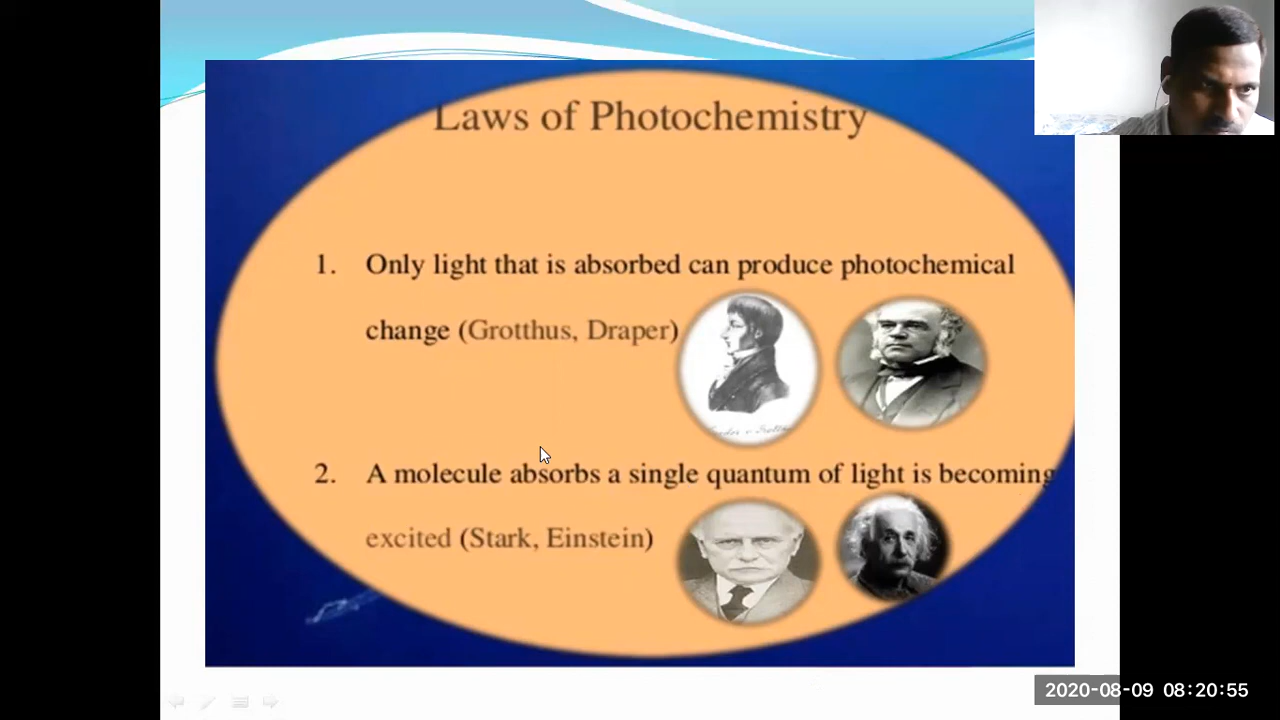 Laws of Photochemistry
1. Only light that is absorbed can produce photochemical
change (Grotthus, Draper)
2. A molecule absorbs a single quantum of light is becoming
excited (Stark, Einstein)
2020-08-09 08:20:55